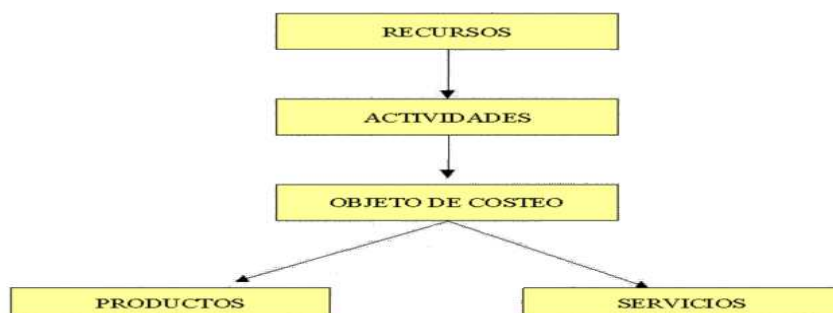 RECURSOS
ACTIVIDADES
OBJETO DE COSTEO
PRODUCTOS
SERVICIOS